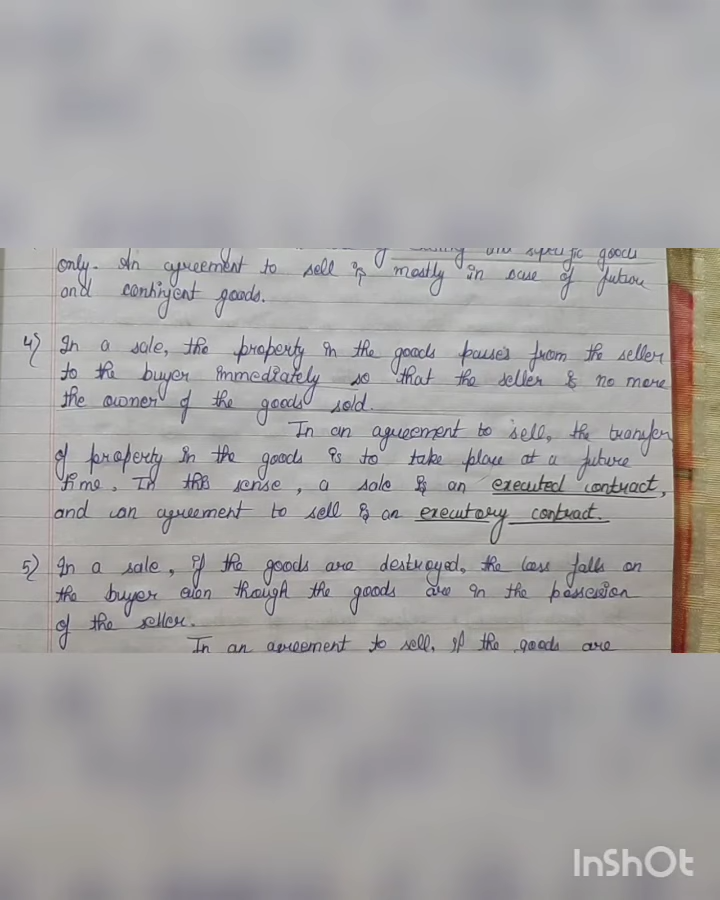 existing and specific goods
only. An agreement to sell is mostly in case of future
and contingent goods.
4) In a sale, the property in the goods passes from the seller
to the buyer immediately so that the seller is no more
the owner of the goods sold.
In an agreement to sell, the transfer
of property in the goods is to take place at a future
time. In this sense, a sale is an executed contract,
and an agreement to sell is an executory contract.
5) In a sale, if the goods are destroyed, the loss falls on
the buyer even though the goods are in the possession
of the seller.
In an agreement to sell, if the goods are
InShOt